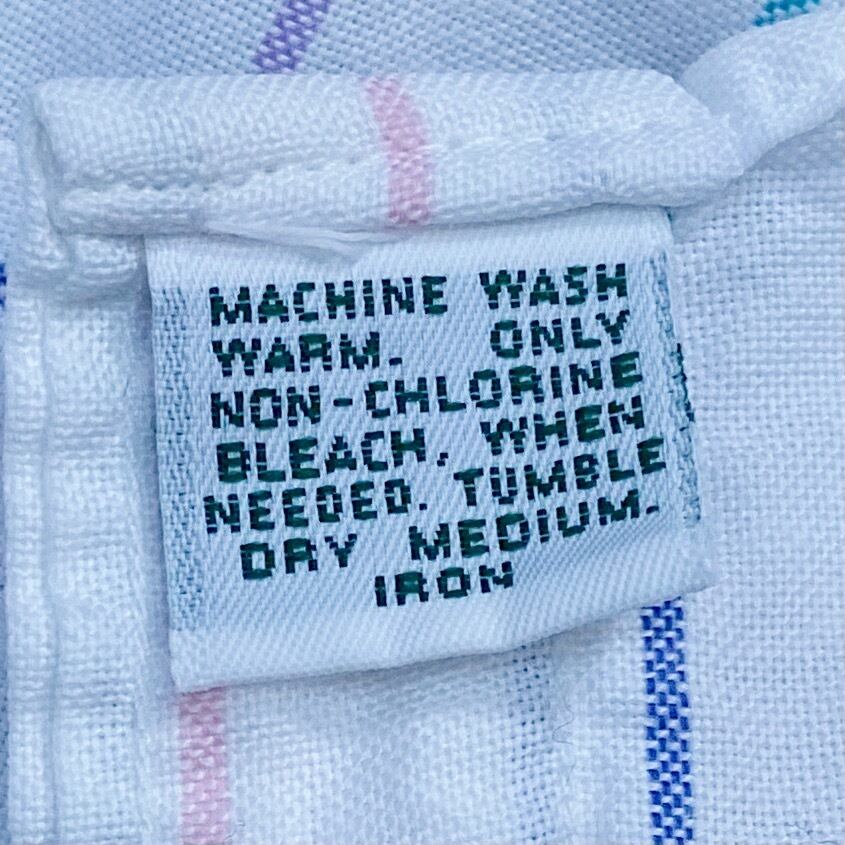 MACHINE WASH
WARM. ONLY
NON-CHLORINE
BLEACH, WHEN
NEEDED. TUMBLE
DRY MEDIUM.
IRON